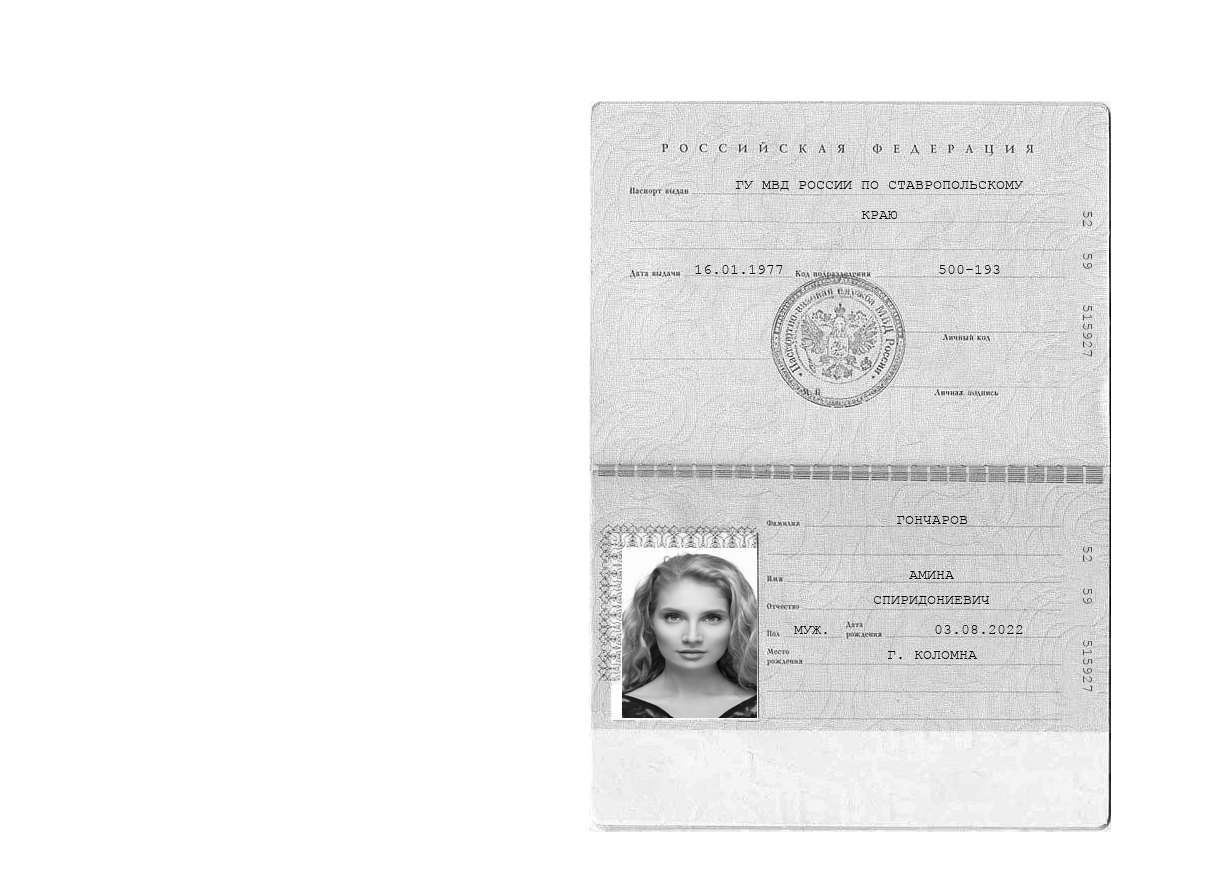 РОССИЙСКАЯ ФЕДЕРАЦИЯ
Паспорт выдан ГУ МВД РОССИИ ПО СТАВРОПОЛЬСКОМУ
КРАЮ
Дата выдачи 16.01.1977 Код подразделения 500-193
Паспортно-визовая служба МВД России
Личный код
М.П.
Личная подпись
52 59 515927
Фамилия ГОНЧАРОВ
Имя АМИНА
Отчество СПИРИДОНИЕВИЧ
Пол МУЖ. Дата рождения 03.08.2022
Место рождения Г. КОЛОМНА
52 59 515927